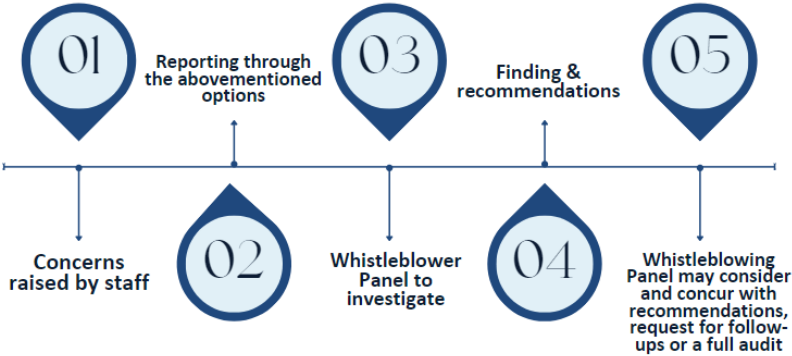 01
Concerns
raised by staff
Reporting through
the abovementioned
options
02
03
Whistleblower
Panel to
investigate
Finding &
recommendations
04
05
Whistleblowing
Panel may consider
and concur with
recommendations,
request for follow-
ups or a full audit